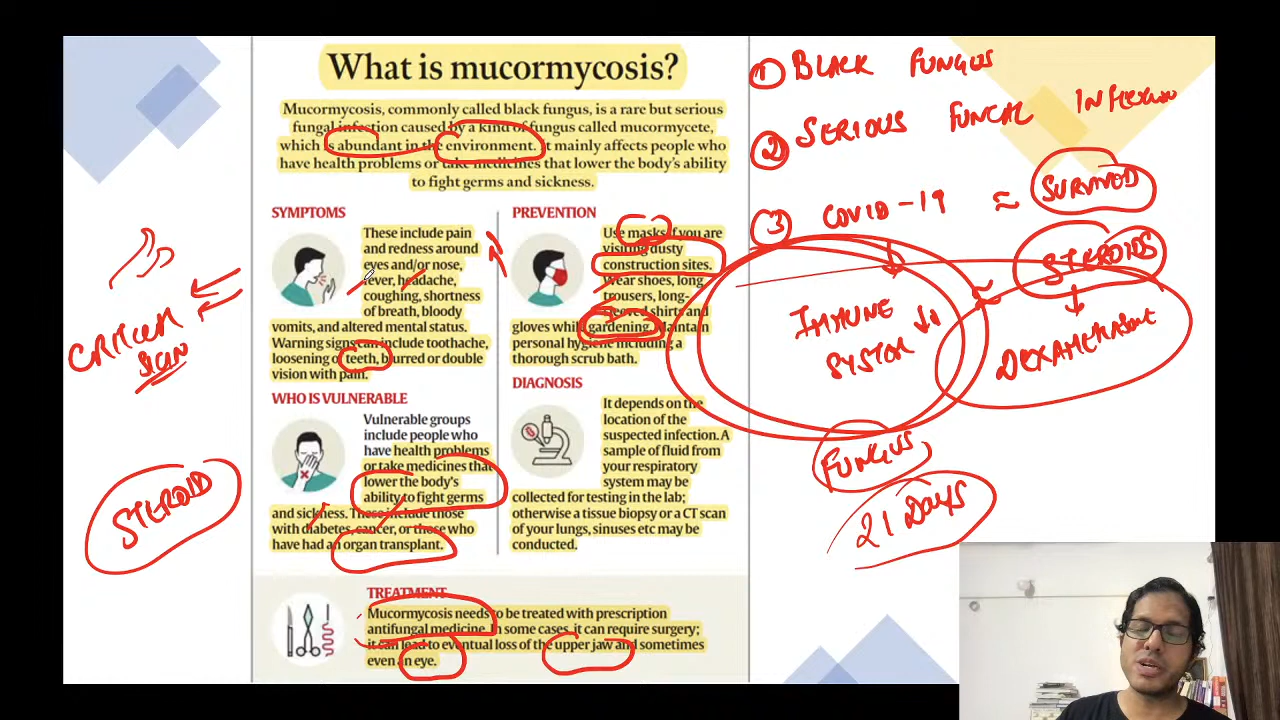 What is mucormycosis?
Mucormycosis, commonly called black fungus, is a rare but serious
fungal infection caused by a kind of fungus called mucormycete,
which is abundant in the environment. It mainly affects people who
have health problems or take medicines that lower the body's ability
to fight germs and sickness.
SYMPTOMS
These include pain
and redness around
eyes and/or nose,
fever, headache,
coughing, shortness
of breath, bloody
vomits, and altered mental status.
Warning signs can include toothache,
loosening of teeth, blurred or double
vision with pain.
WHO IS VULNERABLE
Vulnerable groups
include people who
have health problems
or take medicines that
lower the body's
ability to fight germs
and sickness. These include those
with diabetes, cancer, or those who
have had an organ transplant.
PREVENTION
Use masks if you are
visiting dusty
construction sites.
Wear shoes, long
trousers, long-
sleeved shirts and
gloves while gardening. Maintain
personal hygiene including a
thorough scrub bath.
DIAGNOSIS
It depends on the
location of the
suspected infection. A
sample of fluid from
your respiratory
system may be
collected for testing in the lab;
otherwise a tissue biopsy or a CT scan
of your lungs, sinuses etc may be
conducted.
TREATMENT
Mucormycosis needs to be treated with prescription
antifungal medicine. In some cases, it can require surgery;
it can lead to eventual loss of the upper jaw and sometimes
even an eye.
STEROID
① BLACK FUNGUS
② SERIOUS FUNGAL
③ COVID-19 ≈ SURVIVED
STEROIDS
IMMUNE
SYSTEM ↓↓
FUNGUS
21 DAYS